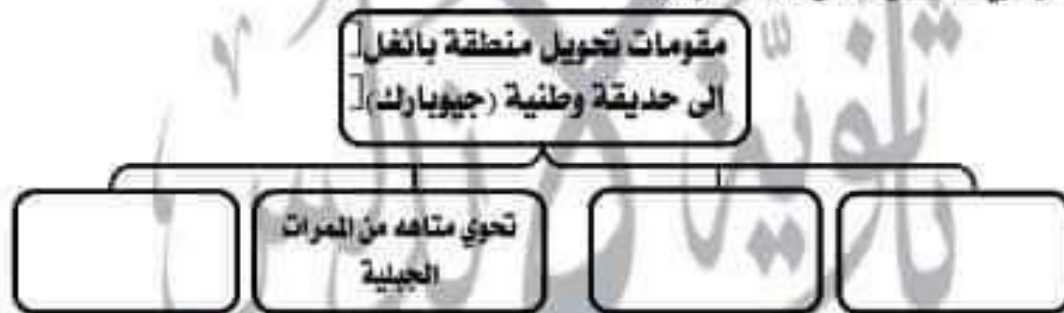 مقومات تحويل منطقة بانغل
إلى حديقة وطنية (جيوبارك)
تحوي متاهه من الممرات
الجبلية